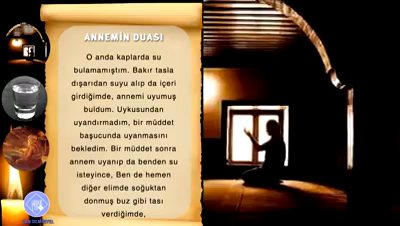 ANNEMİN DUASI
O anda kaplarda su
bulamamıştım. Bakır tasla
dışarıdan suyu alıp da içeri
girdiğimde, annemi uyumuş
buldum. Uykusundan
uyandırmadım, bir müddet
başucunda uyanmasını
bekledim. Bir müddet sonra
annem uyanıp da benden su
isteyince, Ben de hemen
diğer elimde soğuktan
donmuş buz gibi tası
verdiğimde,